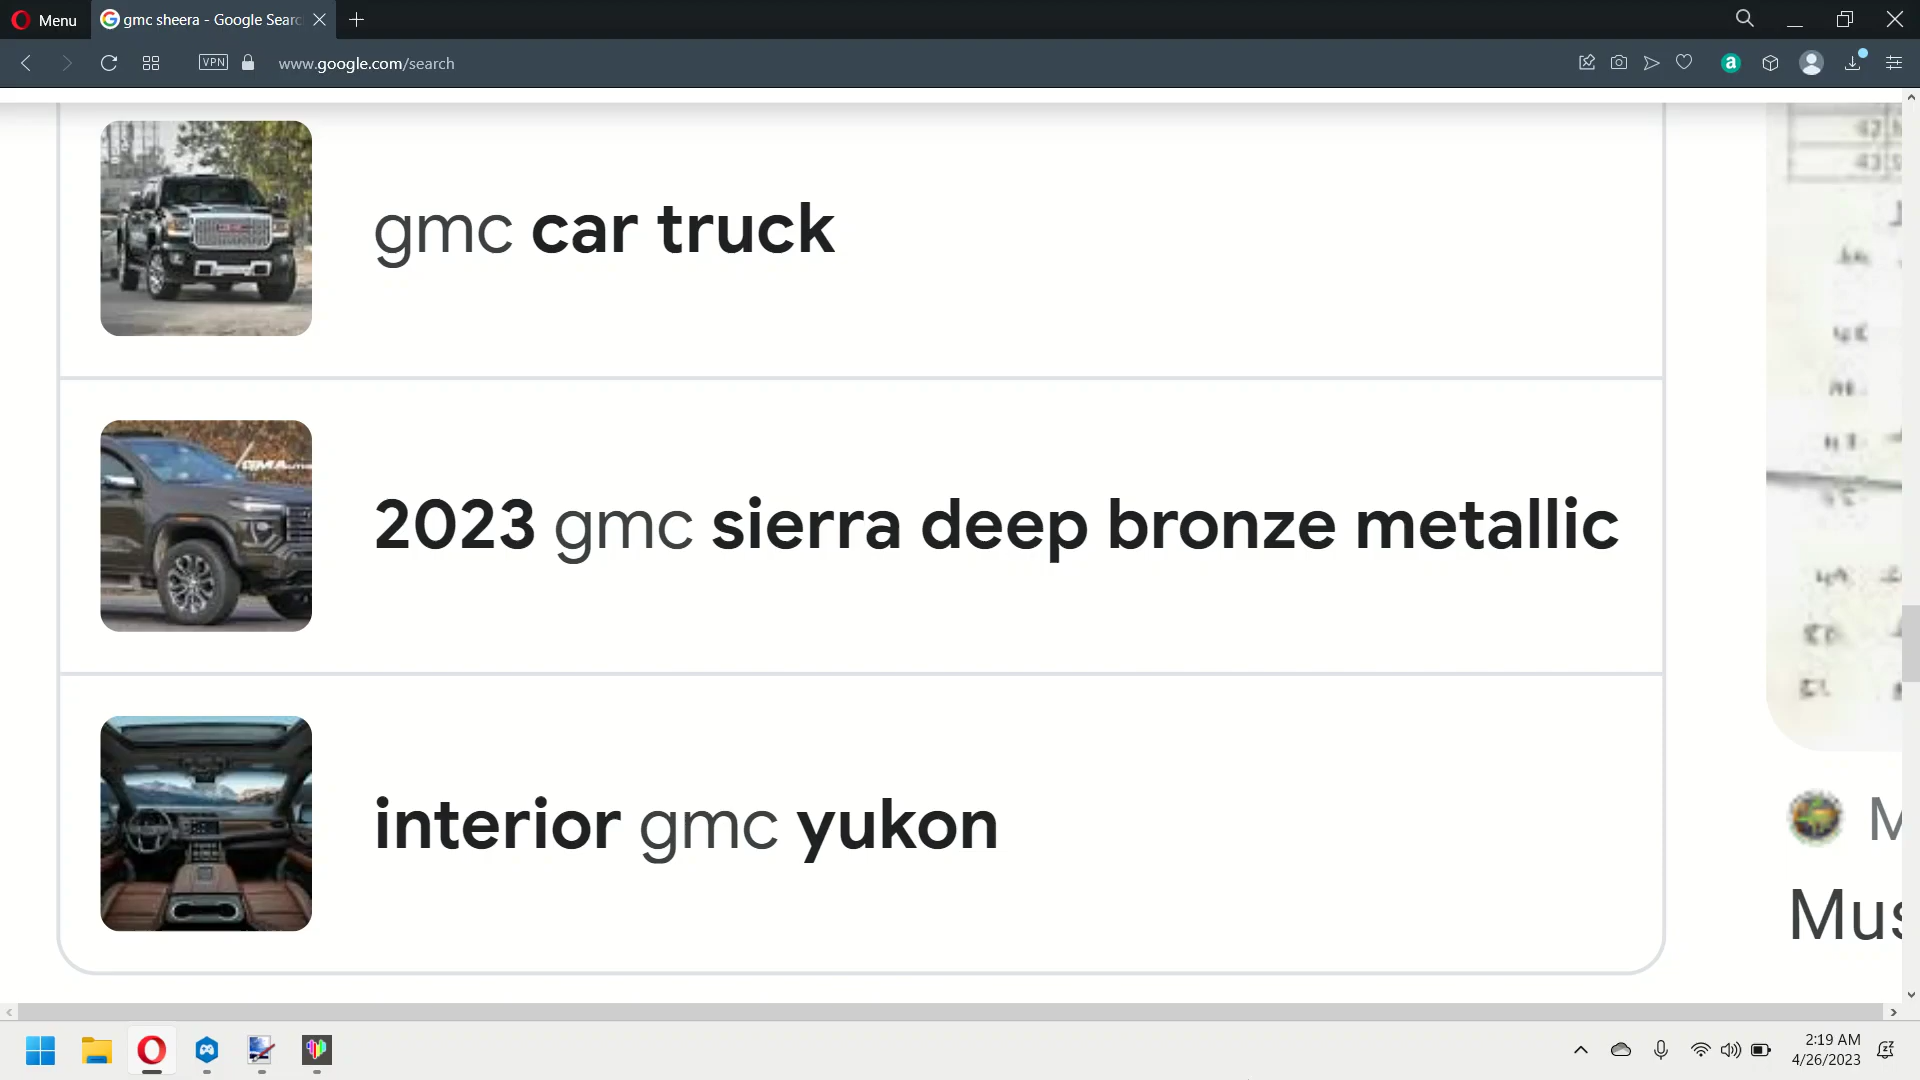 Menu
gmc sheera - Google Searc
VPN
www.google.com/search
a
gmc car truck
2023 gmc sierra deep bronze metallic
interior gmc yukon
M
Mus
2:19 AM
4/26/2023